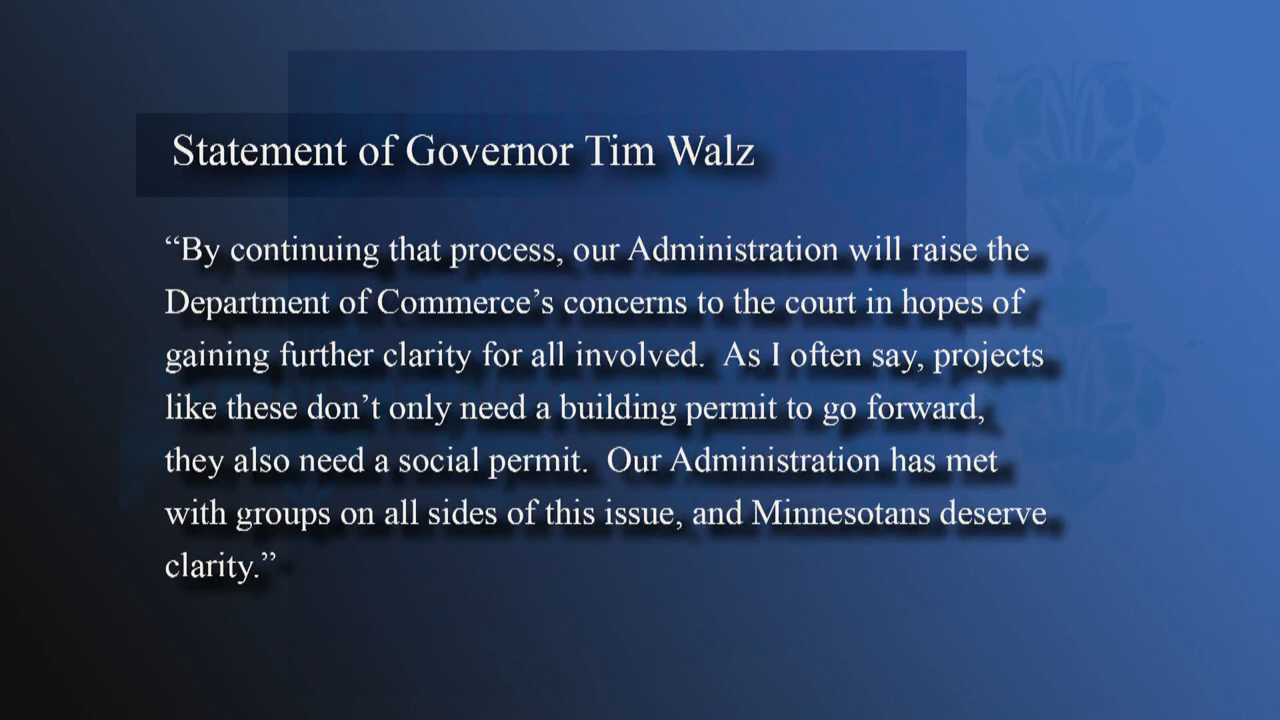 Statement of Governor Tim Walz
“By continuing that process, our Administration will raise the
Department of Commerce’s concerns to the court in hopes of
gaining further clarity for all involved.  As I often say, projects
like these don’t only need a building permit to go forward,
they also need a social permit.  Our Administration has met
with groups on all sides of this issue, and Minnesotans deserve
clarity.”